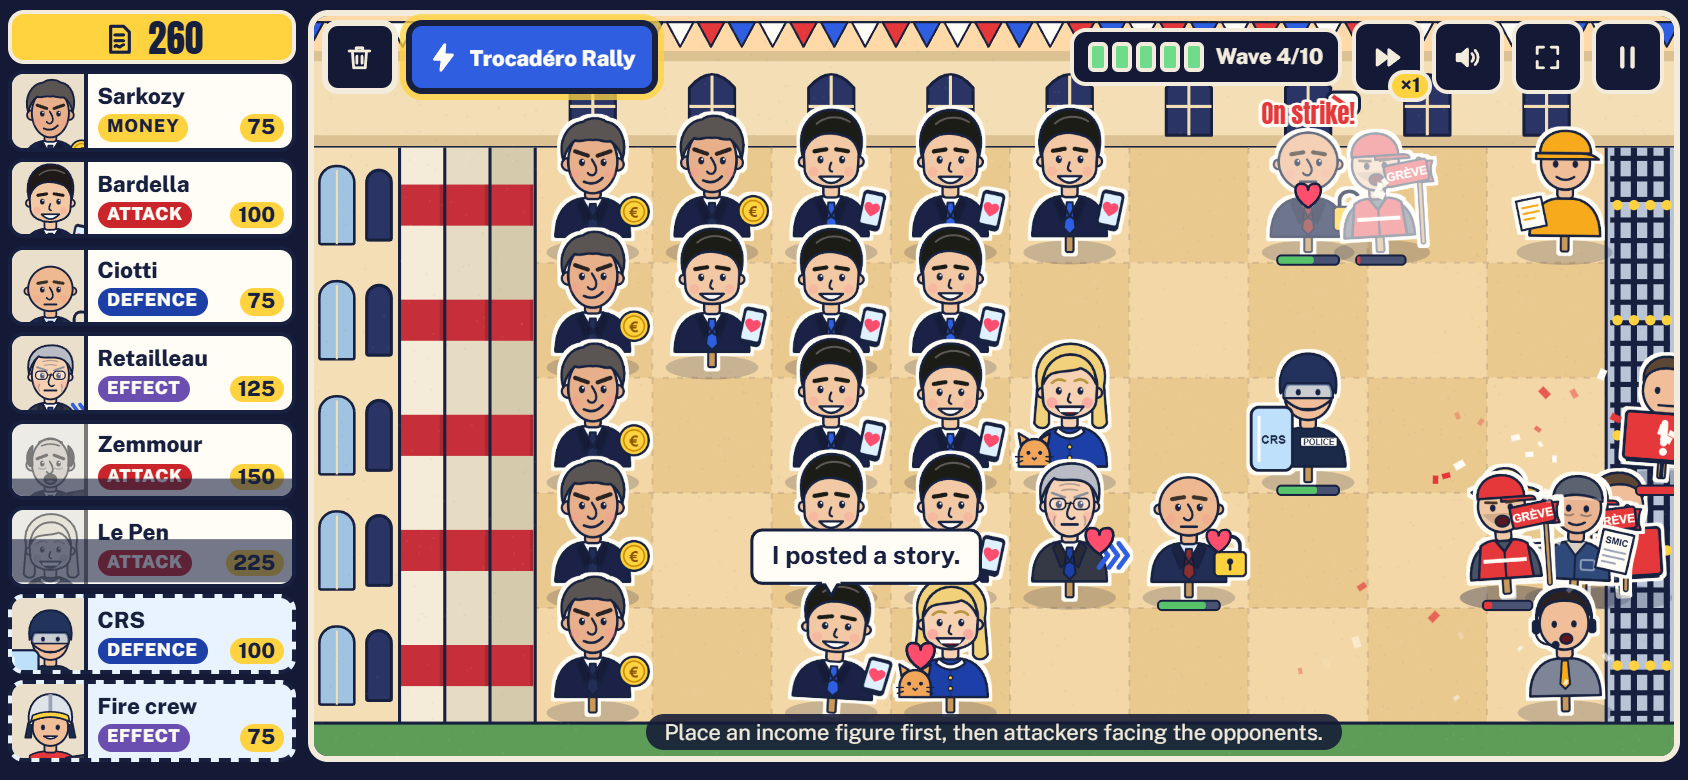 260
Trocadéro Rally
Wave 4/10
×1
Sarkozy
MONEY
75
Bardella
ATTACK
100
Ciotti
DEFENCE
75
Retailleau
EFFECT
125
Zemmour
ATTACK
150
Le Pen
ATTACK
225
CRS
DEFENCE
100
Fire crew
EFFECT
75
On strike!
GRÈVE
CRS
POLICE
GRÈVE
RÈVE
SMIC
I posted a story.
Place an income figure first, then attackers facing the opponents.